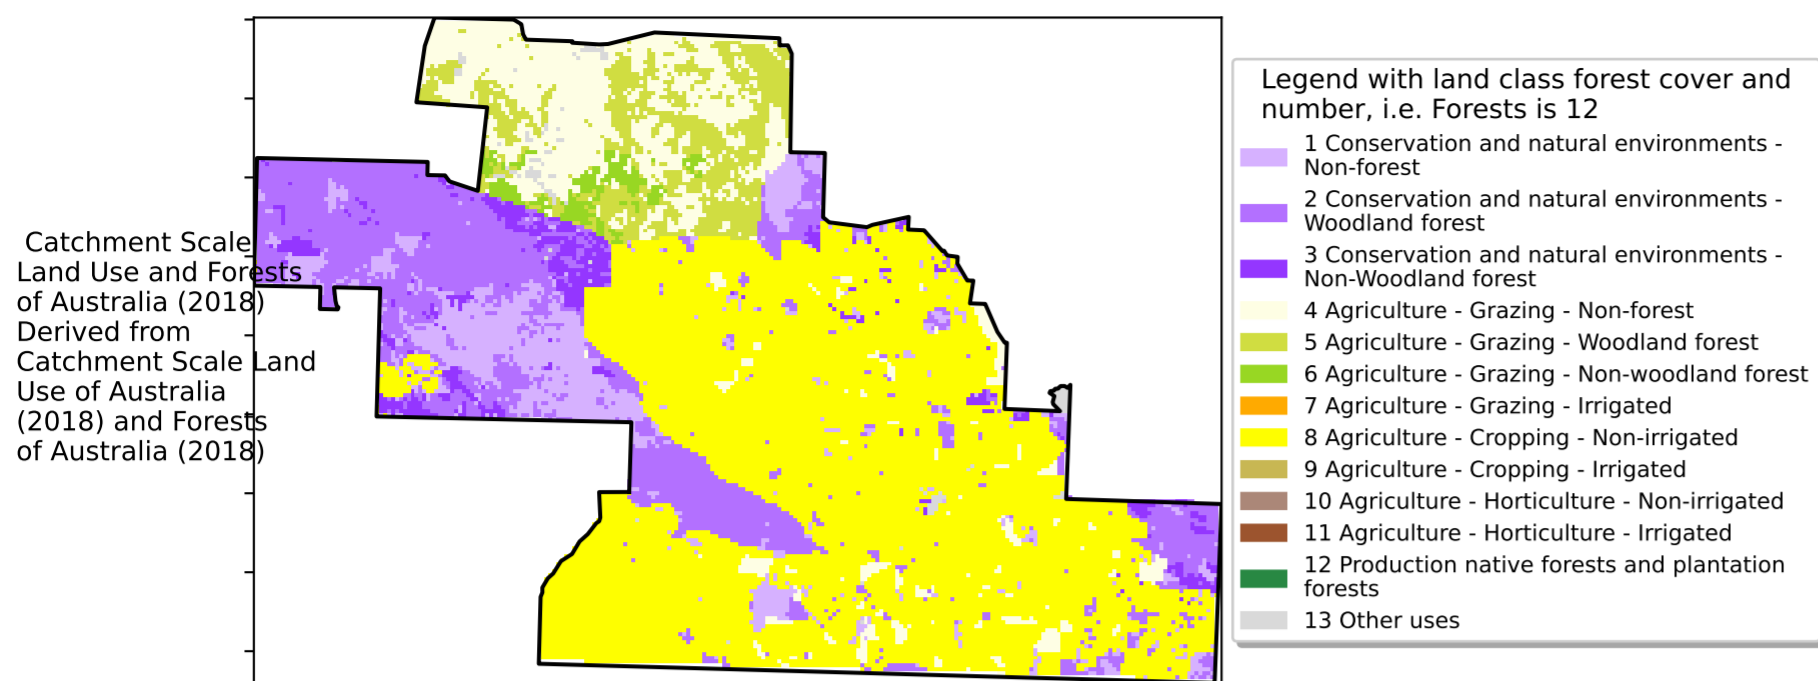 Catchment Scale
Land Use and Forests
of Australia (2018)
Derived from
Catchment Scale Land
Use of Australia
(2018) and Forests
of Australia (2018)
Legend with land class forest cover and
number, i.e. Forests is 12
1 Conservation and natural environments -
Non-forest
2 Conservation and natural environments -
Woodland forest
3 Conservation and natural environments -
Non-Woodland forest
4 Agriculture - Grazing - Non-forest
5 Agriculture - Grazing - Woodland forest
6 Agriculture - Grazing - Non-woodland forest
7 Agriculture - Grazing - Irrigated
8 Agriculture - Cropping - Non-irrigated
9 Agriculture - Cropping - Irrigated
10 Agriculture - Horticulture - Non-irrigated
11 Agriculture - Horticulture - Irrigated
12 Production native forests and plantation
forests
13 Other uses